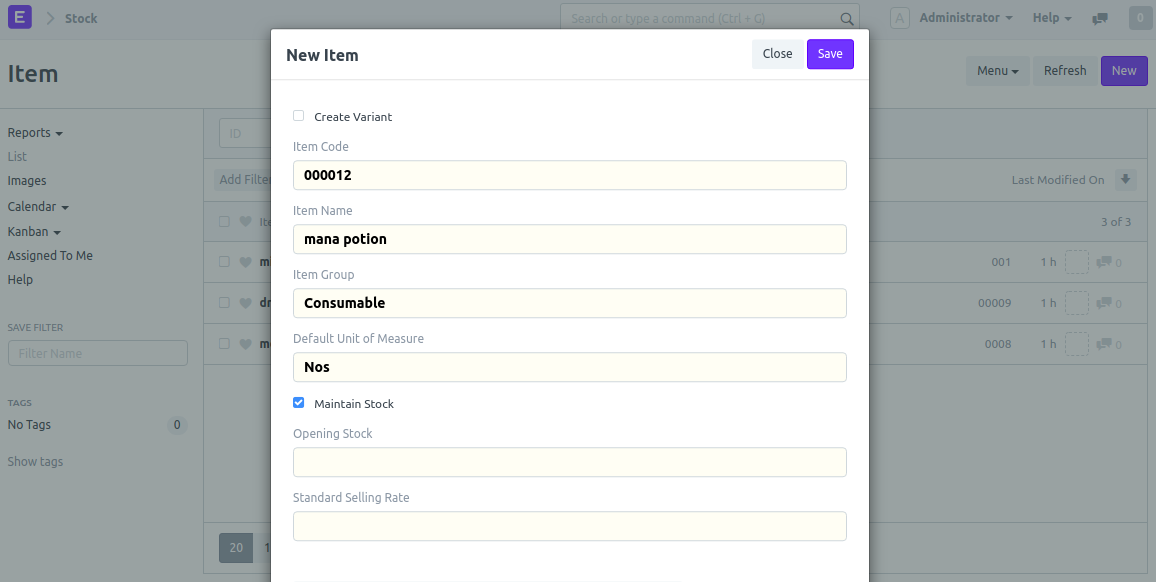 E
Stock
Search or type a command (Ctrl + G)
A
Administrator
Help
0
Item
Menu
Refresh
New
New Item
Close
Save
Create Variant
Item Code
000012
Item Name
mana potion
Item Group
Consumable
Default Unit of Measure
Nos
Maintain Stock
Opening Stock
Standard Selling Rate
Reports
List
Images
Calendar
Kanban
Assigned To Me
Help
SAVE FILTER
Filter Name
TAGS
No Tags
0
Show tags
ID
Add Filter
Last Modified On
3 of 3
001
1 h
0
00009
1 h
0
0008
1 h
0
20